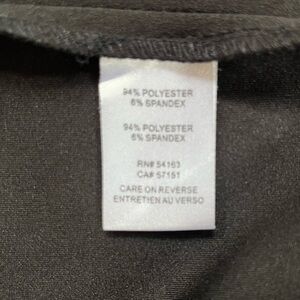 94% POLYESTER
6% SPANDEX
94% POLYESTER
6% SPANDEX
RN# 54163
CA# 57151
CARE ON REVERSE
ENTRETIEN AU VERSO